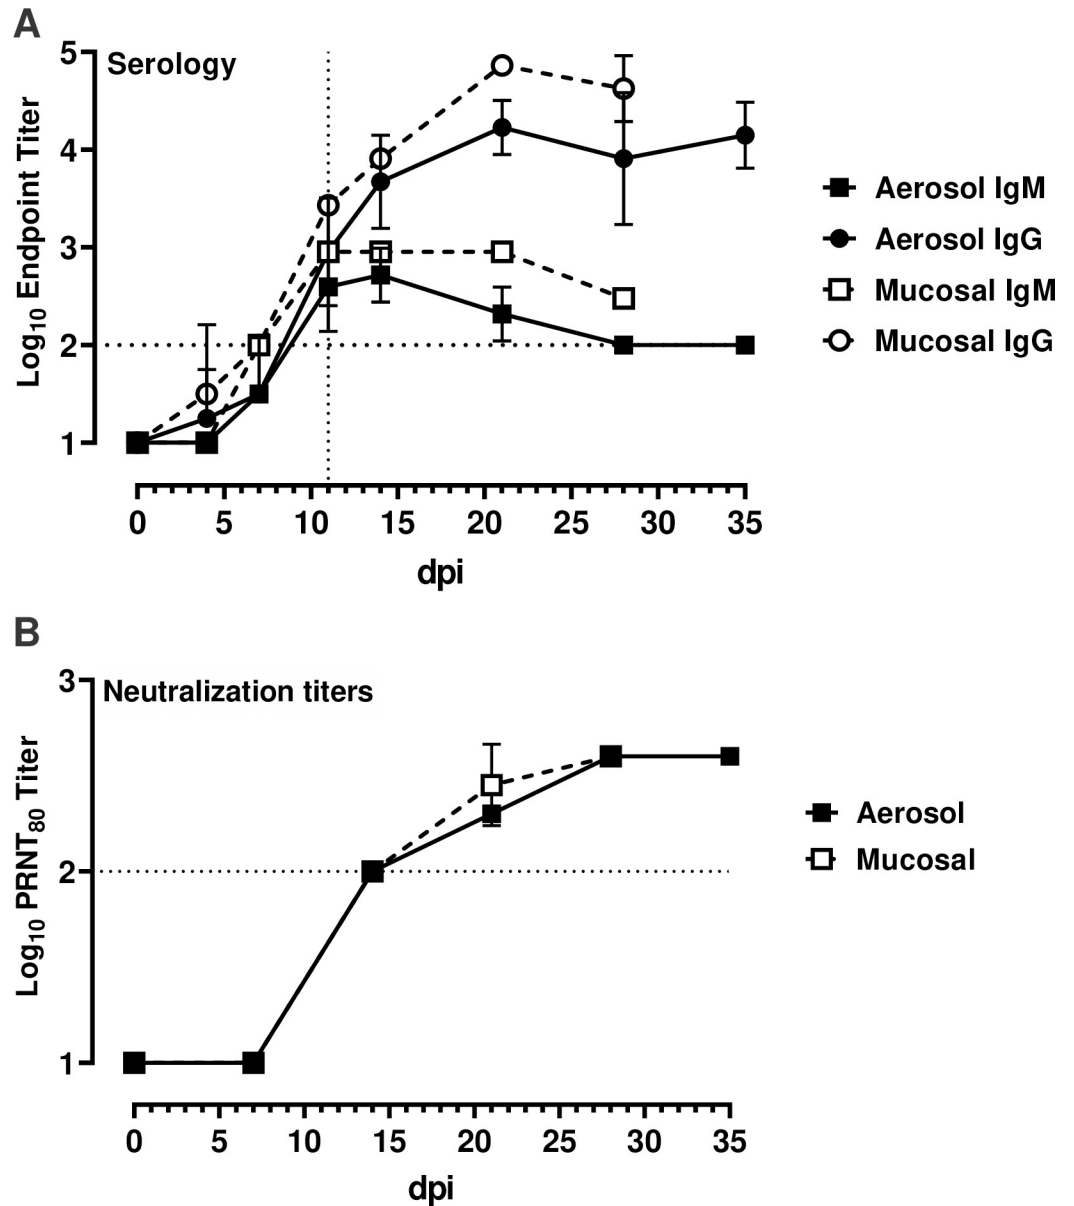 A
Serology
Log10 Endpoint Titer
5
4
3
2
1
0 5 10 15 20 25 30 35
dpi
Aerosol IgM
Aerosol IgG
Mucosal IgM
Mucosal IgG
B
Neutralization titers
Log10 PRNT80 Titer
3
2
1
0 5 10 15 20 25 30 35
dpi
Aerosol
Mucosal